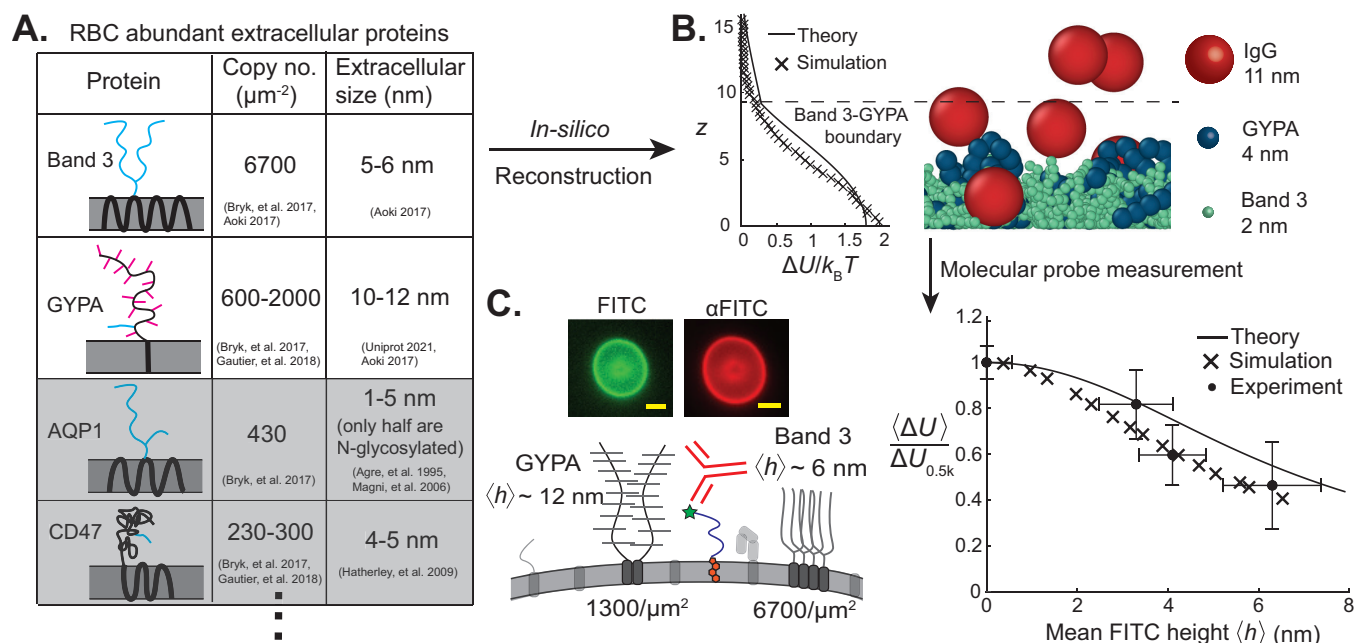 A.
RBC abundant extracellular proteins
Protein
Copy no.
(μm-2)
Extracellular
size (nm)
Band 3
6700
(Bryk, et al. 2017,
Aoki 2017)
5-6 nm
(Aoki 2017)
GYPA
600-2000
(Bryk, et al. 2017,
Gautier, et al. 2018)
10-12 nm
(Uniprot 2021,
Aoki 2017)
AQP1
430
(Bryk, et al. 2017)
1-5 nm
(only half are
N-glycosylated)
(Agre, et al. 1995,
Magni, et al. 2006)
CD47
230-300
(Bryk, et al. 2017,
Gautier, et al. 2018)
4-5 nm
(Hatherley, et al. 2009)
In-silico
Reconstruction
B.
15
10
5
0
z
Theory
Simulation
Band 3-GYPA
boundary
0 0.5 1 1.5 2
ΔU/kBT
IgG
11 nm
GYPA
4 nm
Band 3
2 nm
Molecular probe measurement
C.
FITC
αFITC
GYPA
⟨h⟩~ 12 nm
Band 3
⟨h⟩~ 6 nm
1300/μm2
6700/μm2
1.2
1
0.8
0.6
0.4
0.2
0
⟨ΔU⟩
ΔU0.5k
Theory
Simulation
Experiment
0 2 4 6 8
Mean FITC height ⟨h⟩ (nm)